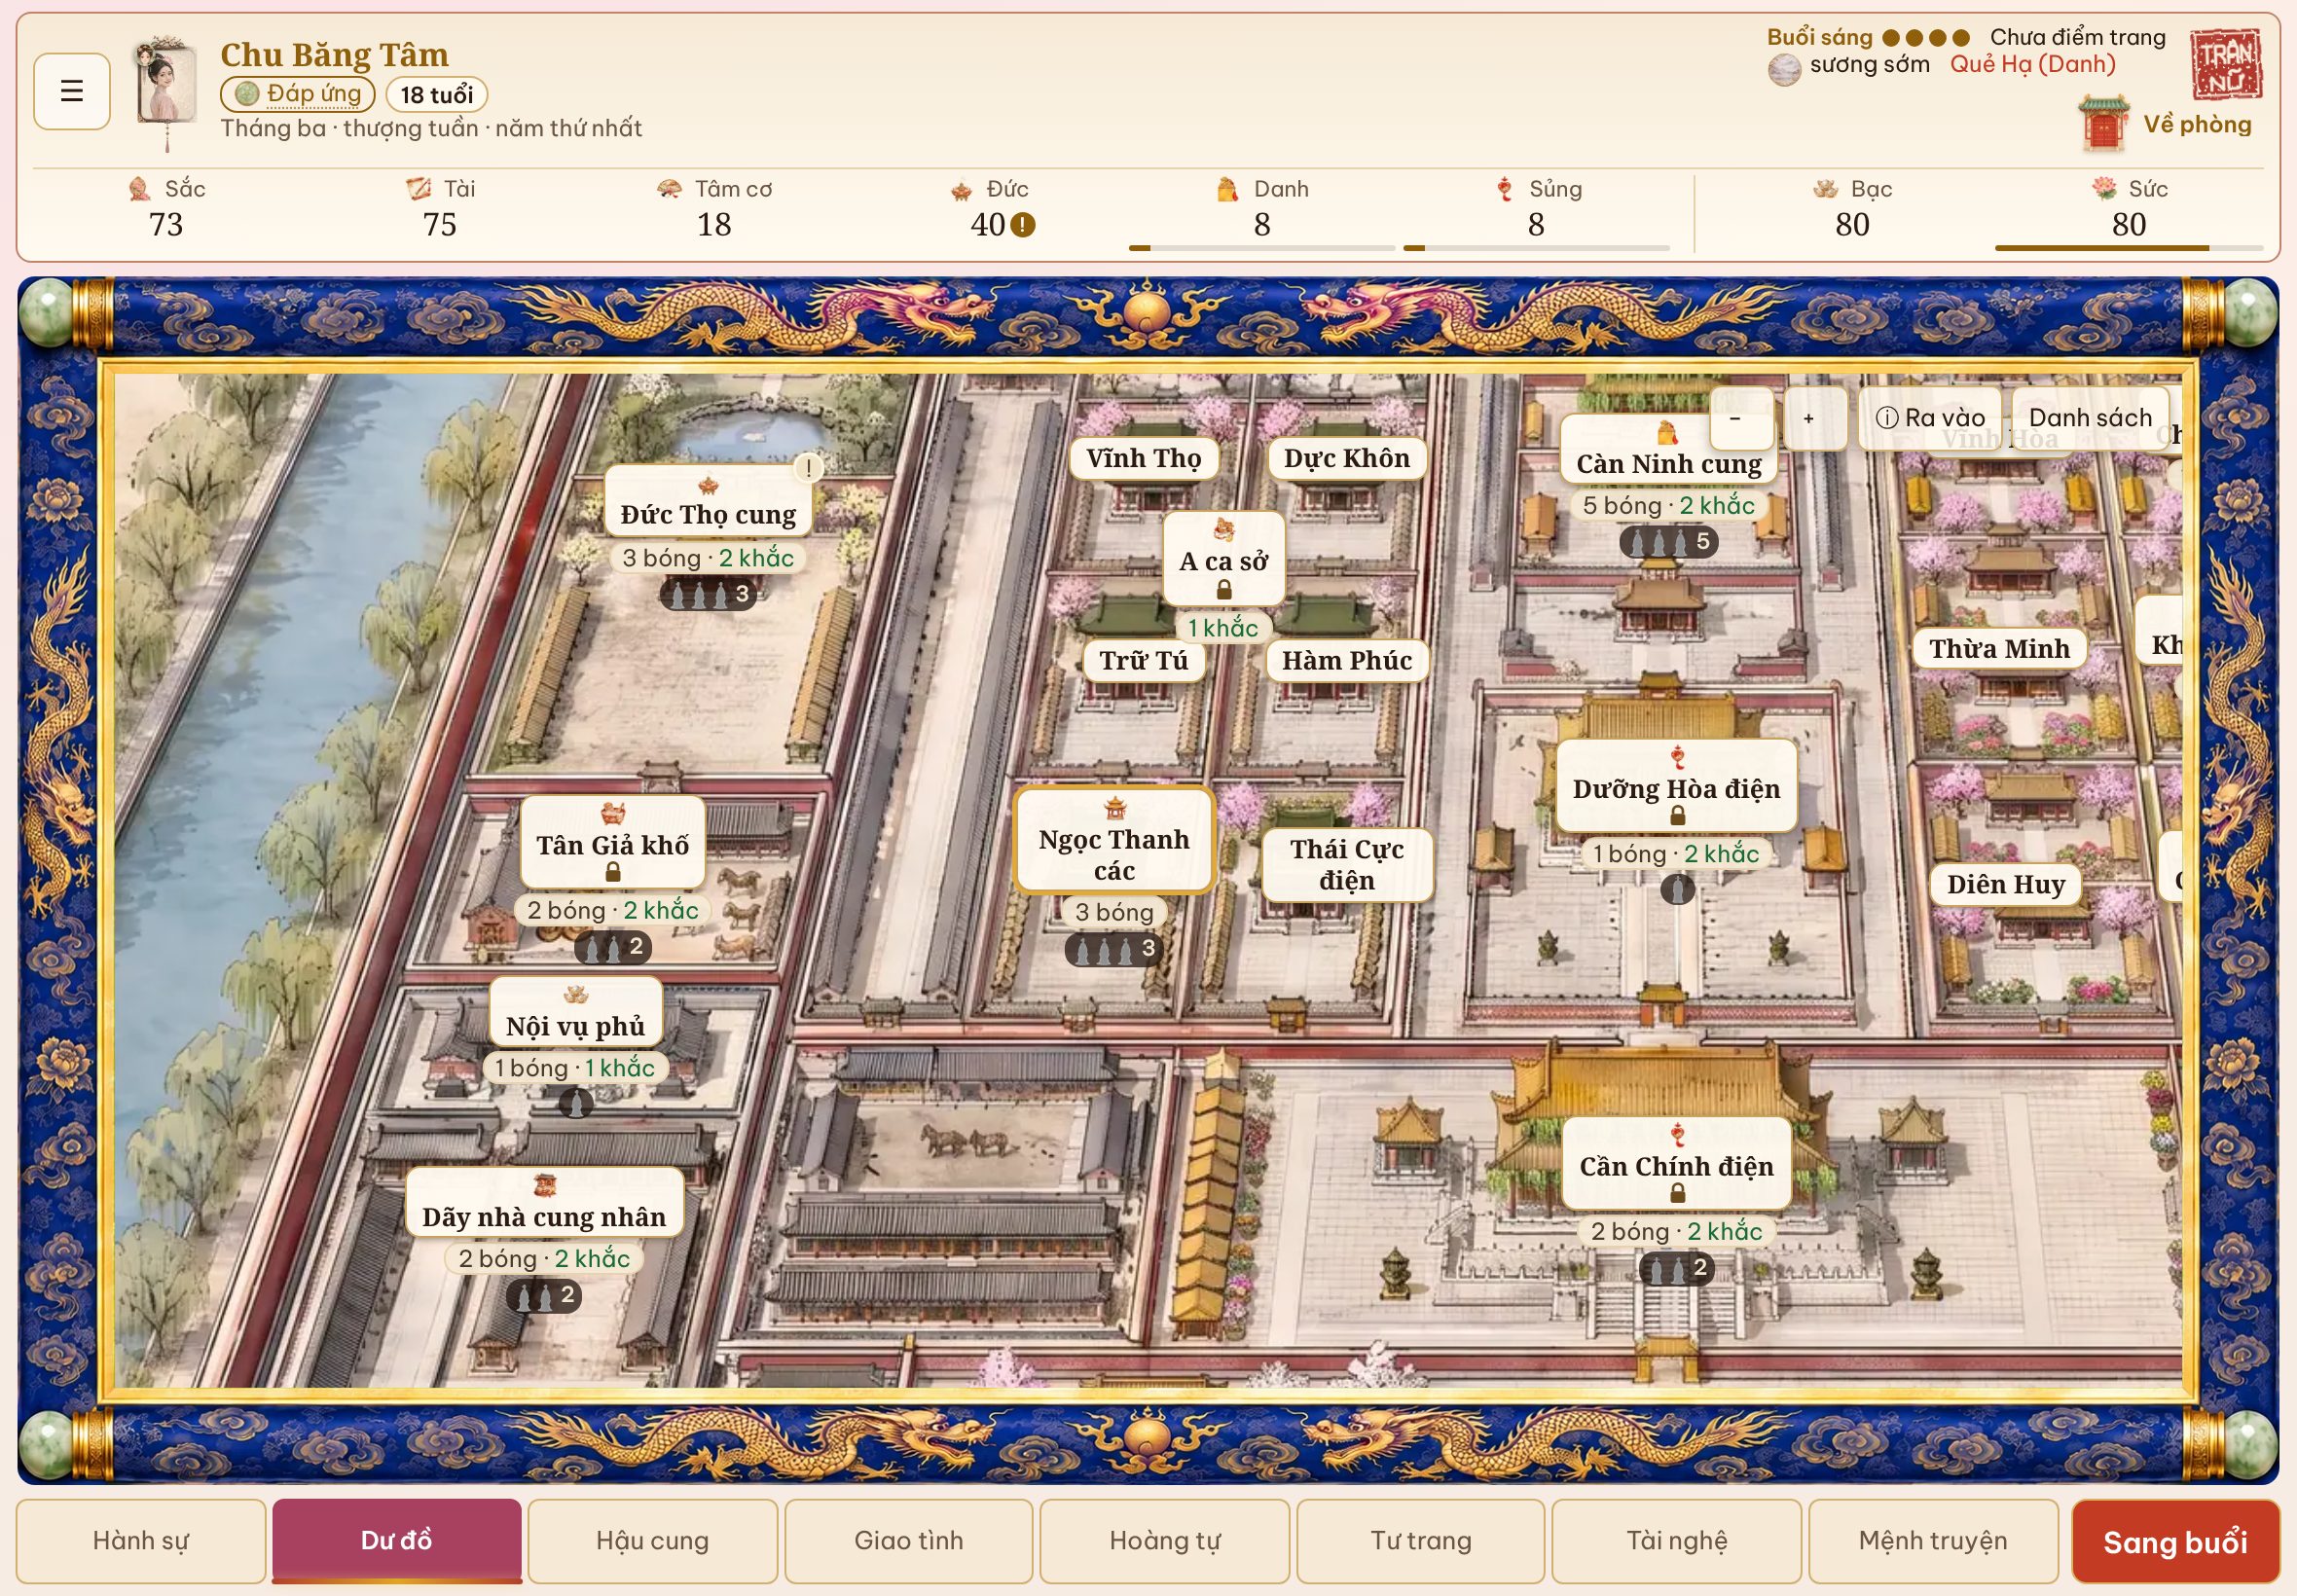 ☰
Chu Băng Tâm
Đáp ứng
18 tuổi
Tháng ba · thượng tuần · năm thứ nhất
Buổi sáng
Chưa điểm trang
sương sớm
Quẻ Hạ (Danh)
TRÂN NỮ
Về phòng
Sắc
73
Tài
75
Tâm cơ
18
Đức
40 !
Danh
8
Sủng
8
Bạc
80
Sức
80
-
+
ⓘ Ra vào
Danh sách
Vĩnh Hòa
Ch
Vĩnh Thọ
Dực Khôn
Càn Ninh cung
5 bóng · 2 khắc
5
!
Đức Thọ cung
3 bóng · 2 khắc
3
A ca sở
1 khắc
Trữ Tú
Hàm Phúc
Thừa Minh
Kh
Dưỡng Hòa điện
1 bóng · 2 khắc
Tân Giả khố
2 bóng · 2 khắc
2
Ngọc Thanh
các
3 bóng
3
Thái Cực
điện
Diên Huy
Nội vụ phủ
1 bóng · 1 khắc
Cần Chính điện
2 bóng · 2 khắc
2
Dãy nhà cung nhân
2 bóng · 2 khắc
2
Hành sự
Dư đồ
Hậu cung
Giao tình
Hoàng tự
Tư trang
Tài nghệ
Mệnh truyện
Sang buổi